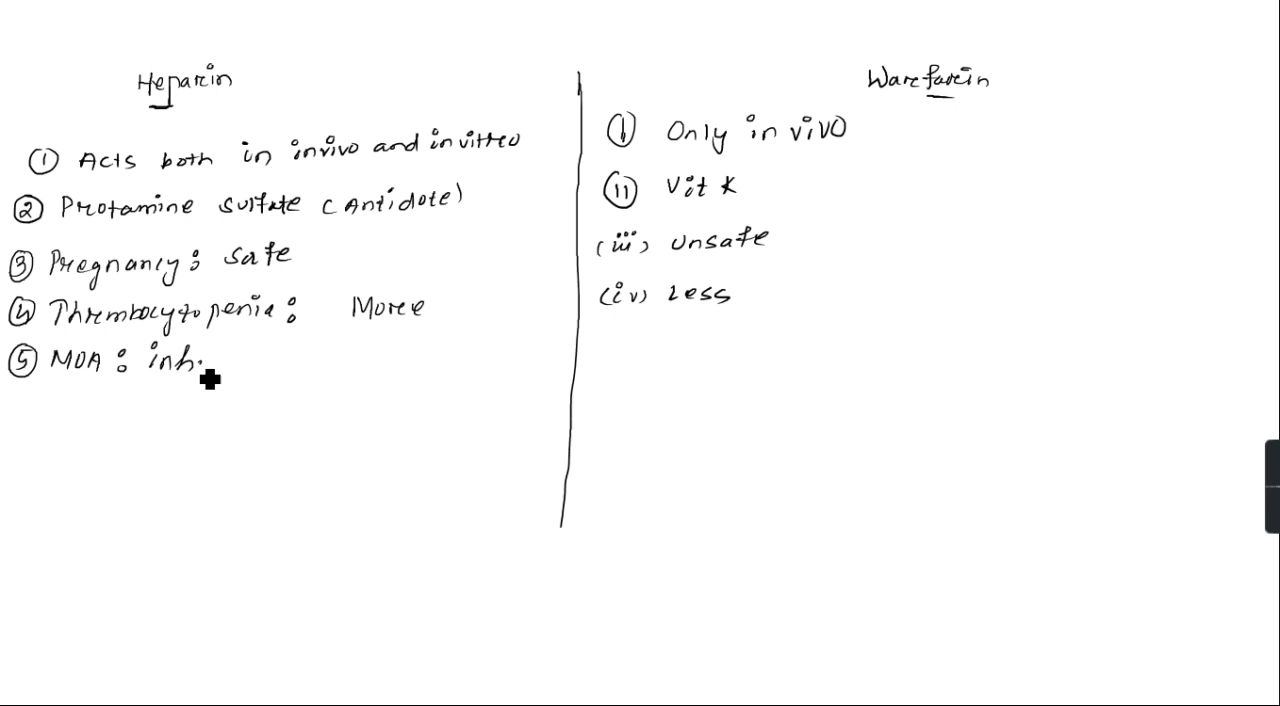 Heparin
① Acts both in invivo and invitro
② Protamine sulfate (Antidote)
③ Pregnancy: safe
④ Thrombocytopenia: More
⑤ MOA: inh.
Warfarin
① Only in vivo
(ii) Vit K
(iii) Unsafe
(iv) Less